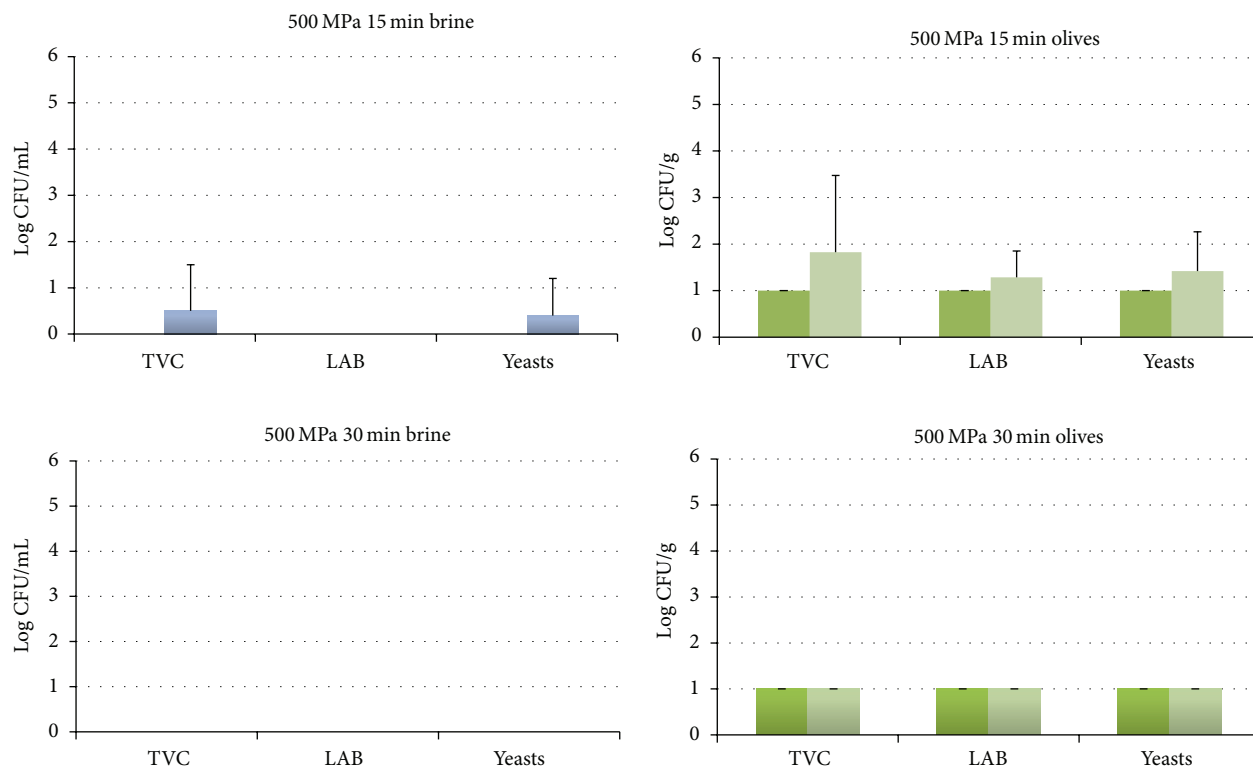 500 MPa 15 min brine
6
5
4
3
2
1
0
Log CFU/mL
TVC LAB Yeasts
500 MPa 15 min olives
6
5
4
3
2
1
0
Log CFU/g
TVC LAB Yeasts
500 MPa 30 min brine
6
5
4
3
2
1
0
Log CFU/mL
TVC LAB Yeasts
500 MPa 30 min olives
6
5
4
3
2
1
0
Log CFU/g
TVC LAB Yeasts